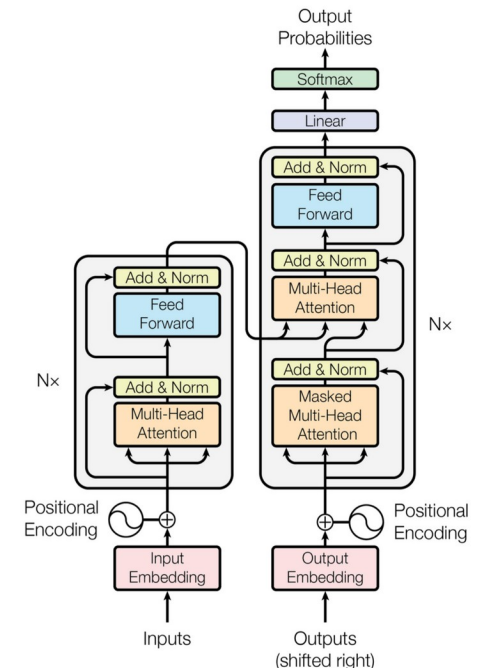 Output
Probabilities
Softmax
Linear
Add & Norm
Feed
Forward
Add & Norm
Multi-Head
Attention
Add & Norm
Masked
Multi-Head
Attention
N×
Add & Norm
Feed
Forward
Add & Norm
Multi-Head
Attention
N×
Positional
Encoding
Positional
Encoding
Input
Embedding
Output
Embedding
Inputs
Outputs
(shifted right)